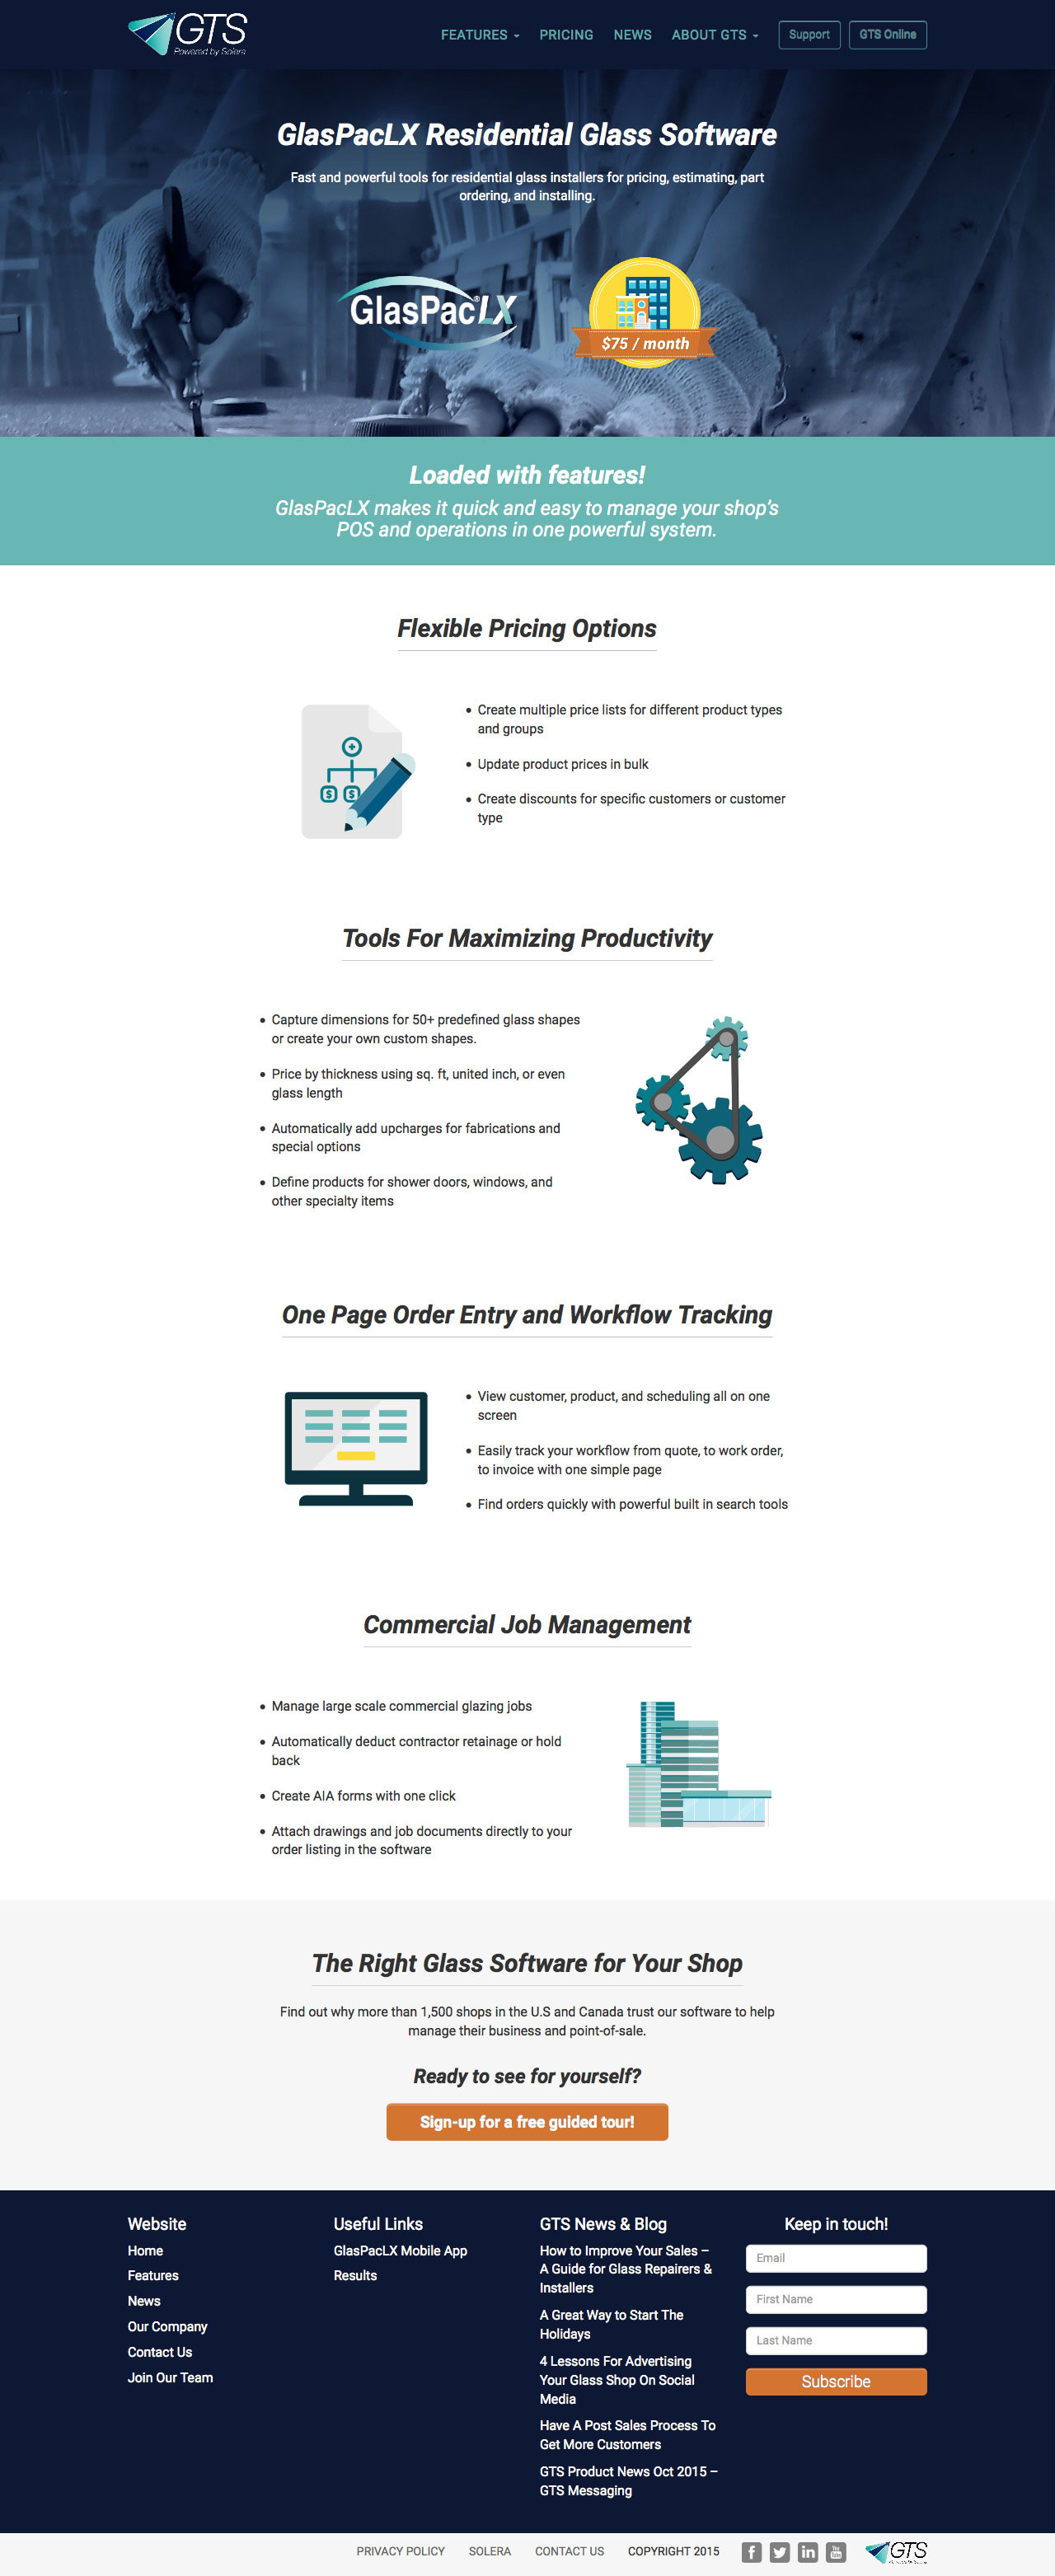 GTS
Powered by Solera
FEATURES
PRICING
NEWS
ABOUT GTS
Support
GTS Online
GlasPacLX Residential Glass Software
Fast and powerful tools for residential glass installers for pricing, estimating, part
ordering, and installing.
GlasPacLX®
$75 / month
Loaded with features!
GlasPacLX makes it quick and easy to manage your shop's
POS and operations in one powerful system.
Flexible Pricing Options
• Create multiple price lists for different product types
and groups
• Update product prices in bulk
• Create discounts for specific customers or customer
type
Tools For Maximizing Productivity
• Capture dimensions for 50+ predefined glass shapes
or create your own custom shapes.
• Price by thickness using sq. ft, united inch, or even
glass length
• Automatically add upcharges for fabrications and
special options
• Define products for shower doors, windows, and
other specialty items
One Page Order Entry and Workflow Tracking
• View customer, product, and scheduling all on one
screen
• Easily track your workflow from quote, to work order,
to invoice with one simple page
• Find orders quickly with powerful built in search tools
Commercial Job Management
• Manage large scale commercial glazing jobs
• Automatically deduct contractor retainage or hold
back
• Create AIA forms with one click
• Attach drawings and job documents directly to your
order listing in the software
The Right Glass Software for Your Shop
Find out why more than 1,500 shops in the U.S and Canada trust our software to help
manage their business and point-of-sale.
Ready to see for yourself?
Sign-up for a free guided tour!
Website
Home
Features
News
Our Company
Contact Us
Join Our Team
Useful Links
GlasPacLX Mobile App
Results
GTS News & Blog
How to Improve Your Sales –
A Guide for Glass Repairers &
Installers
A Great Way to Start The
Holidays
4 Lessons For Advertising
Your Glass Shop On Social
Media
Have A Post Sales Process To
Get More Customers
GTS Product News Oct 2015 –
GTS Messaging
Keep in touch!
Email
First Name
Last Name
Subscribe
PRIVACY POLICY
SOLERA
CONTACT US
COPYRIGHT 2015
GTS